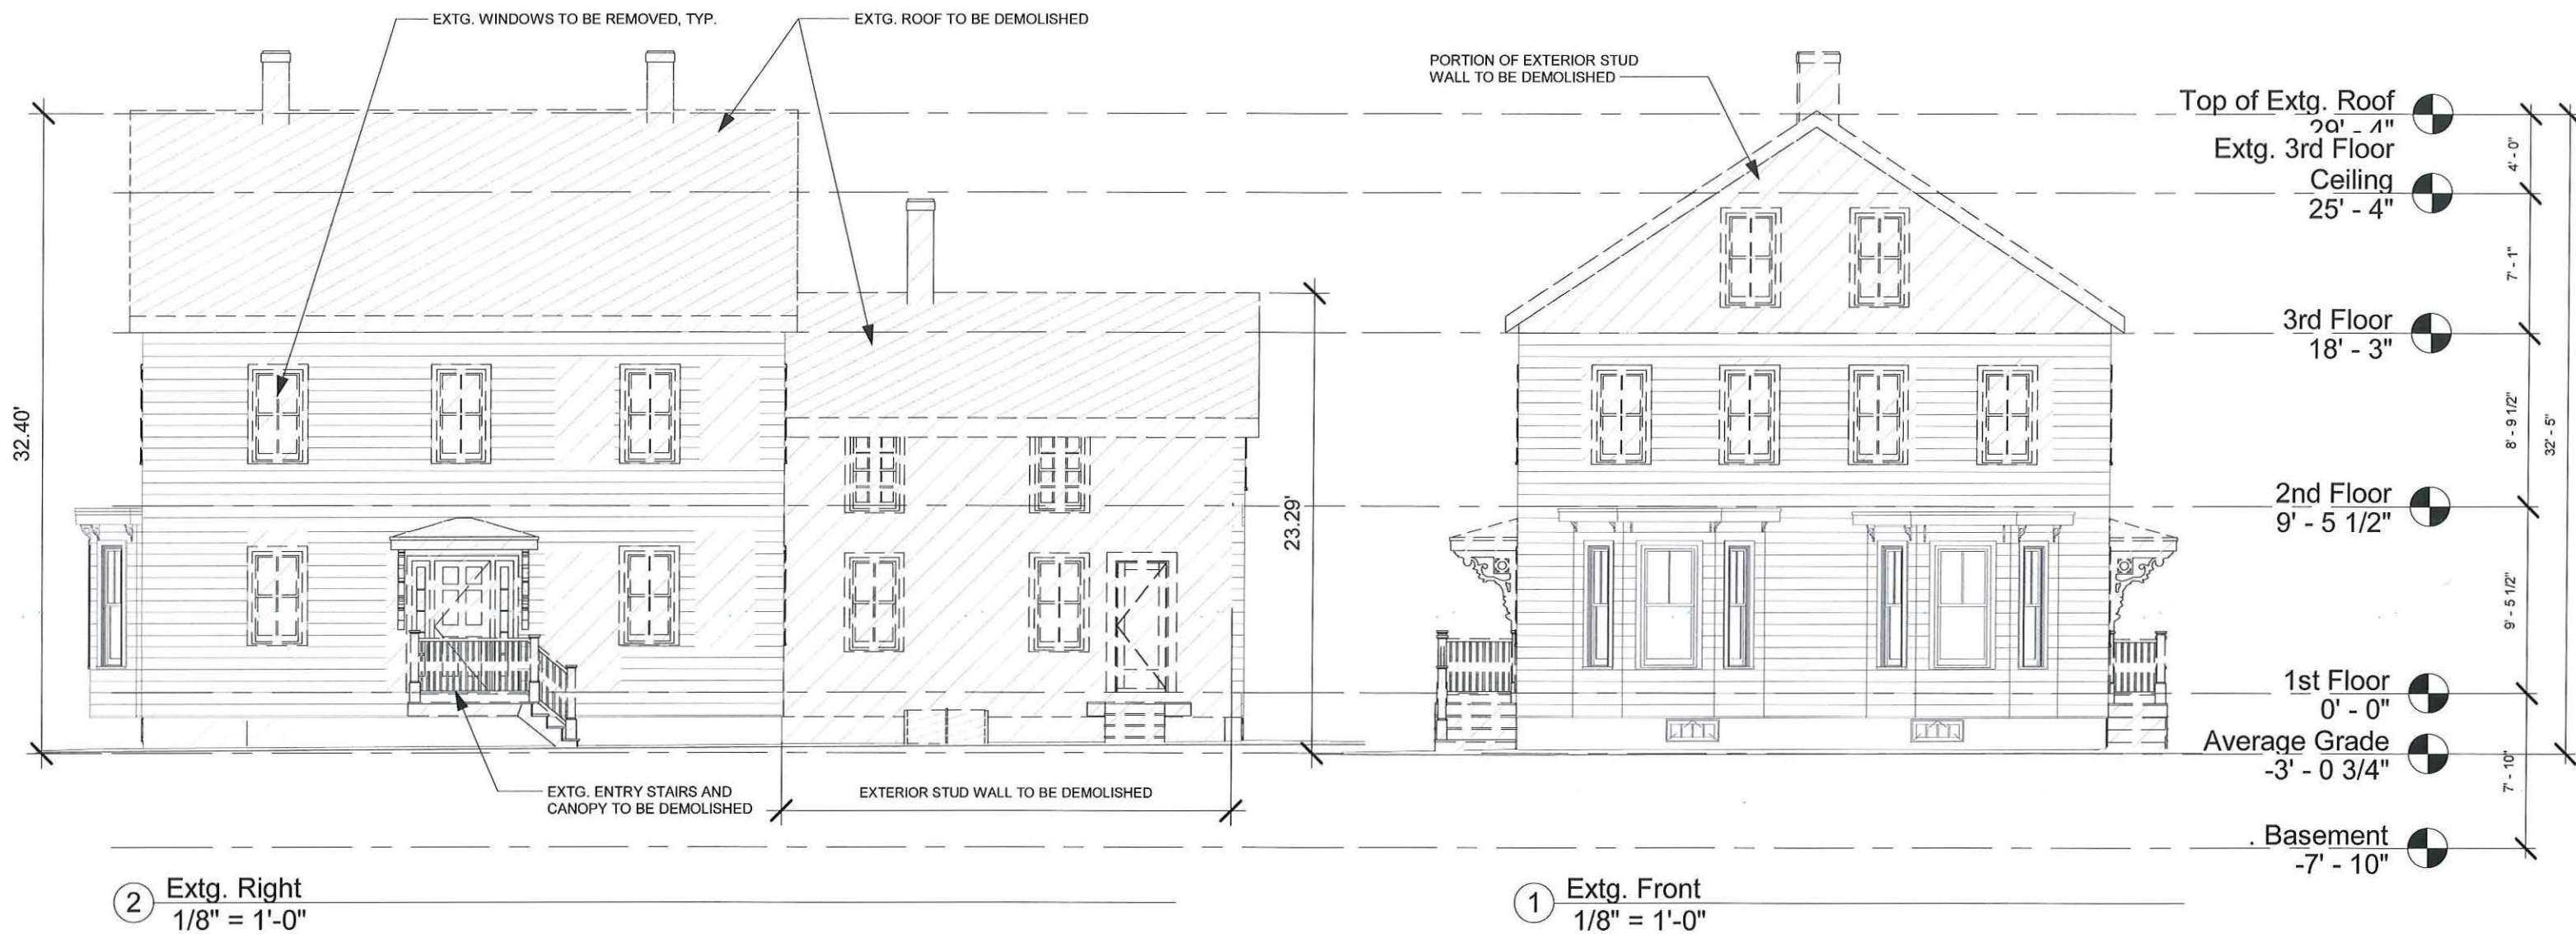 EXTG. WINDOWS TO BE REMOVED, TYP.
EXTG. ROOF TO BE DEMOLISHED
PORTION OF EXTERIOR STUD
WALL TO BE DEMOLISHED
32.40'
23.29'
EXTG. ENTRY STAIRS AND
CANOPY TO BE DEMOLISHED
EXTERIOR STUD WALL TO BE DEMOLISHED
Top of Extg. Roof
29' - 4"
Extg. 3rd Floor
Ceiling
25' - 4"
3rd Floor
18' - 3"
2nd Floor
9' - 5 1/2"
1st Floor
0' - 0"
Average Grade
-3' - 0 3/4"
. Basement
-7' - 10"
4' - 0"
7' - 1"
8' - 9 1/2"
9' - 5 1/2"
7' - 10"
32' - 5"
2 Extg. Right
1/8" = 1'-0"
1 Extg. Front
1/8" = 1'-0"